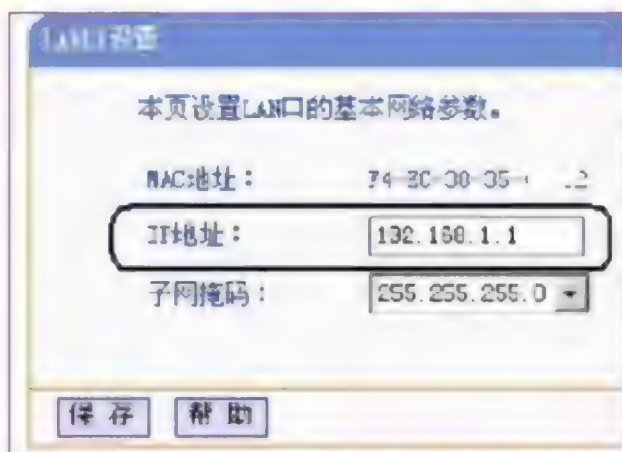 LAN口设置
本页设置LAN口的基本网络参数。
MAC地址：
IP地址： 192.168.1.1
子网掩码： 255.255.255.0
保 存 帮 助